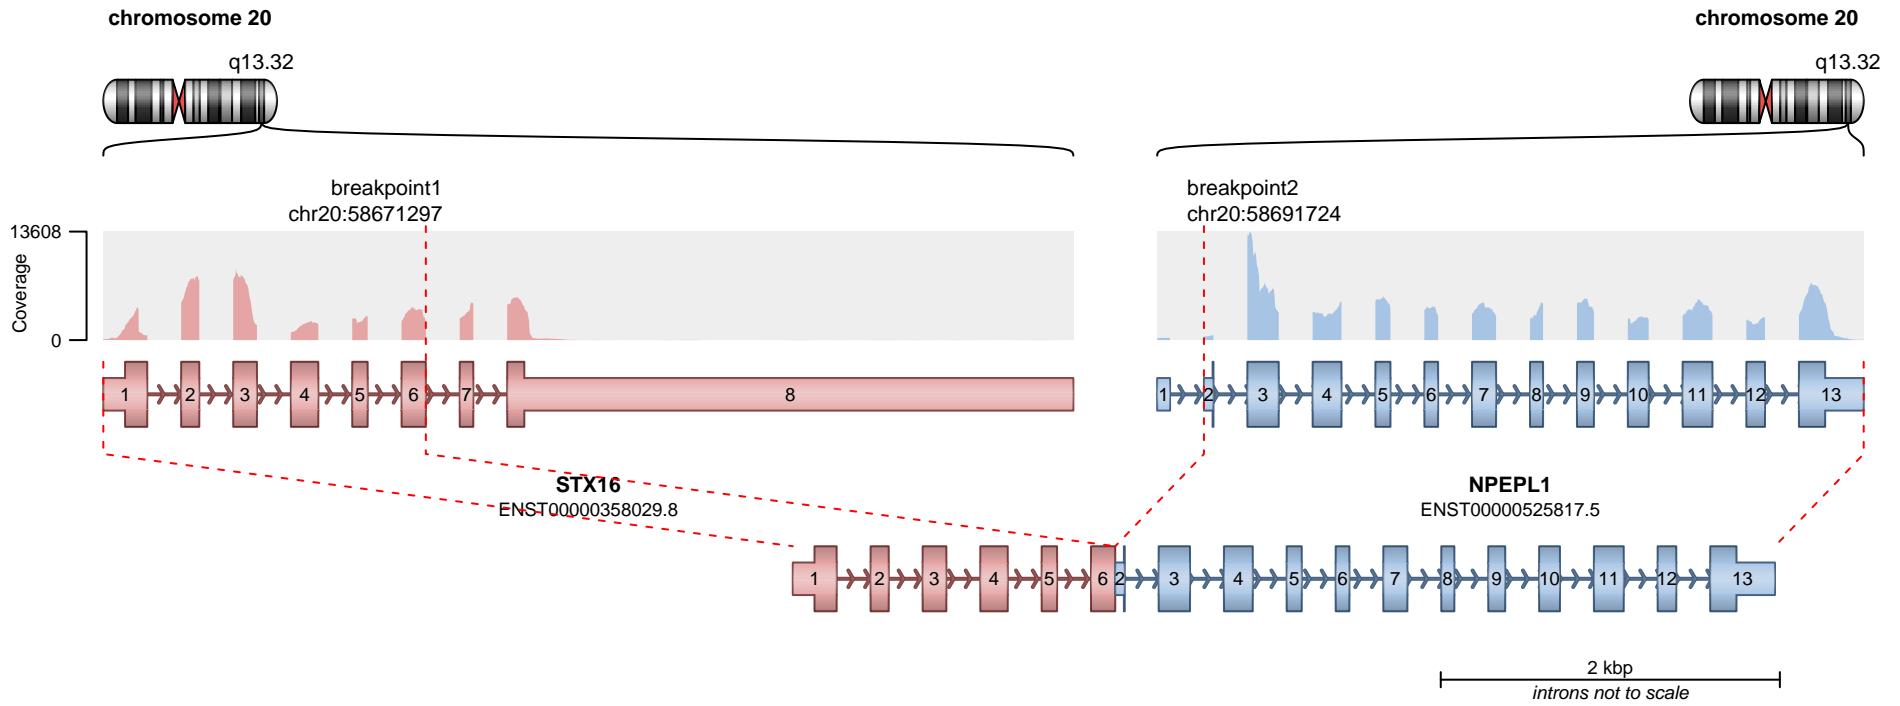 chromosome 20
chromosome 20
q13.32
q13.32
breakpoint1
chr20:58671297
breakpoint2
chr20:58691724
13608
Coverage
0
1 2 3 4 5 6 7 8
1 2 3 4 5 6 7 8 9 10 11 12 13
STX16
ENST00000358029.8
NPEPL1
ENST00000525817.5
1 2 3 4 5 6 2 3 4 5 6 7 8 9 10 11 12 13
2 kbp
introns not to scale